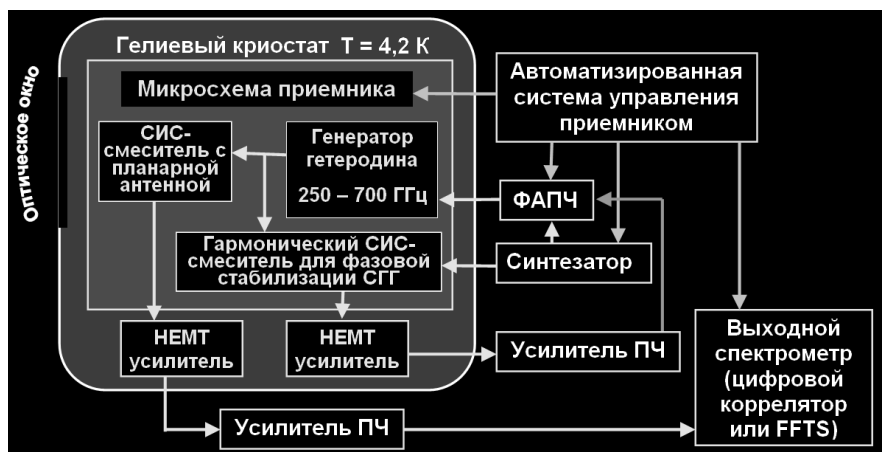 Гелиевый криостат T = 4,2 К
Оптическое окно
Микросхема приемника
Автоматизированная
система управления
приемником
СИС-
смеситель с
планарной
антенной
Генератор
гетеродина
250 – 700 ГГц
ФАПЧ
Гармонический СИС-
смеситель для фазовой
стабилизации СГГ
Синтезатор
НЕМТ
усилитель
НЕМТ
усилитель
Усилитель ПЧ
Выходной
спектрометр
(цифровой
коррелятор
или FFTS)
Усилитель ПЧ